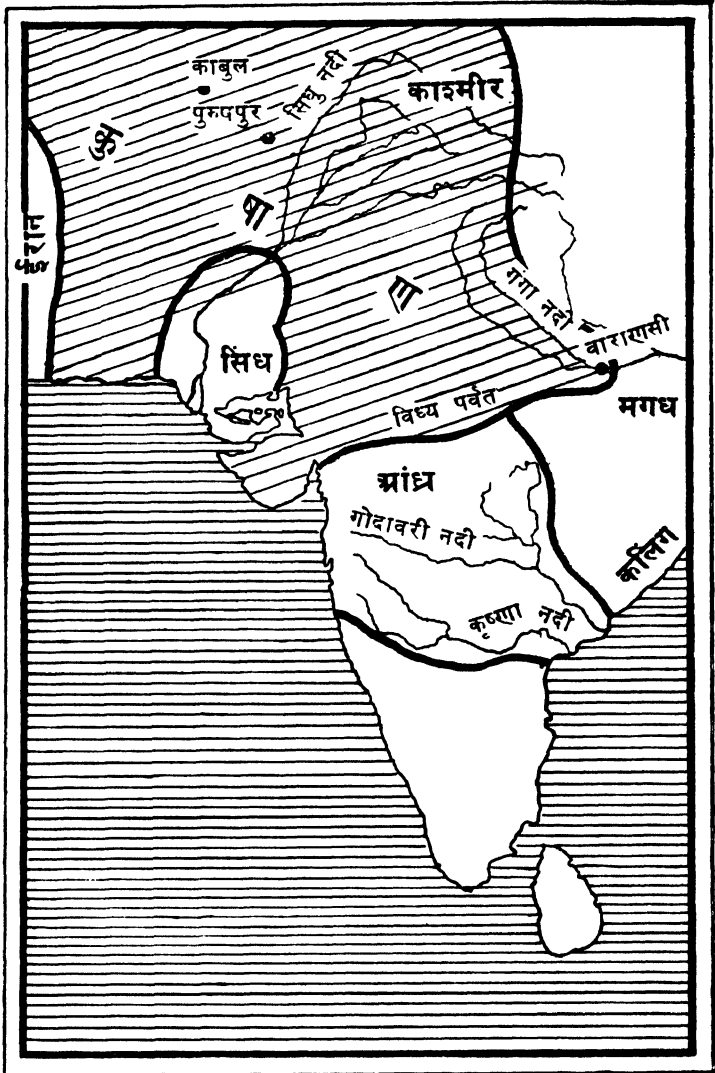 काबुल
पुरुषपुर
सिंधु नदी
काश्मीर
कु षा ण
ईरान
सिंध
गंगा नदी
वाराणसी
विंध्य पर्वत
मगध
आंध्र
गोदावरी नदी
कलिंग
कृष्णा नदी